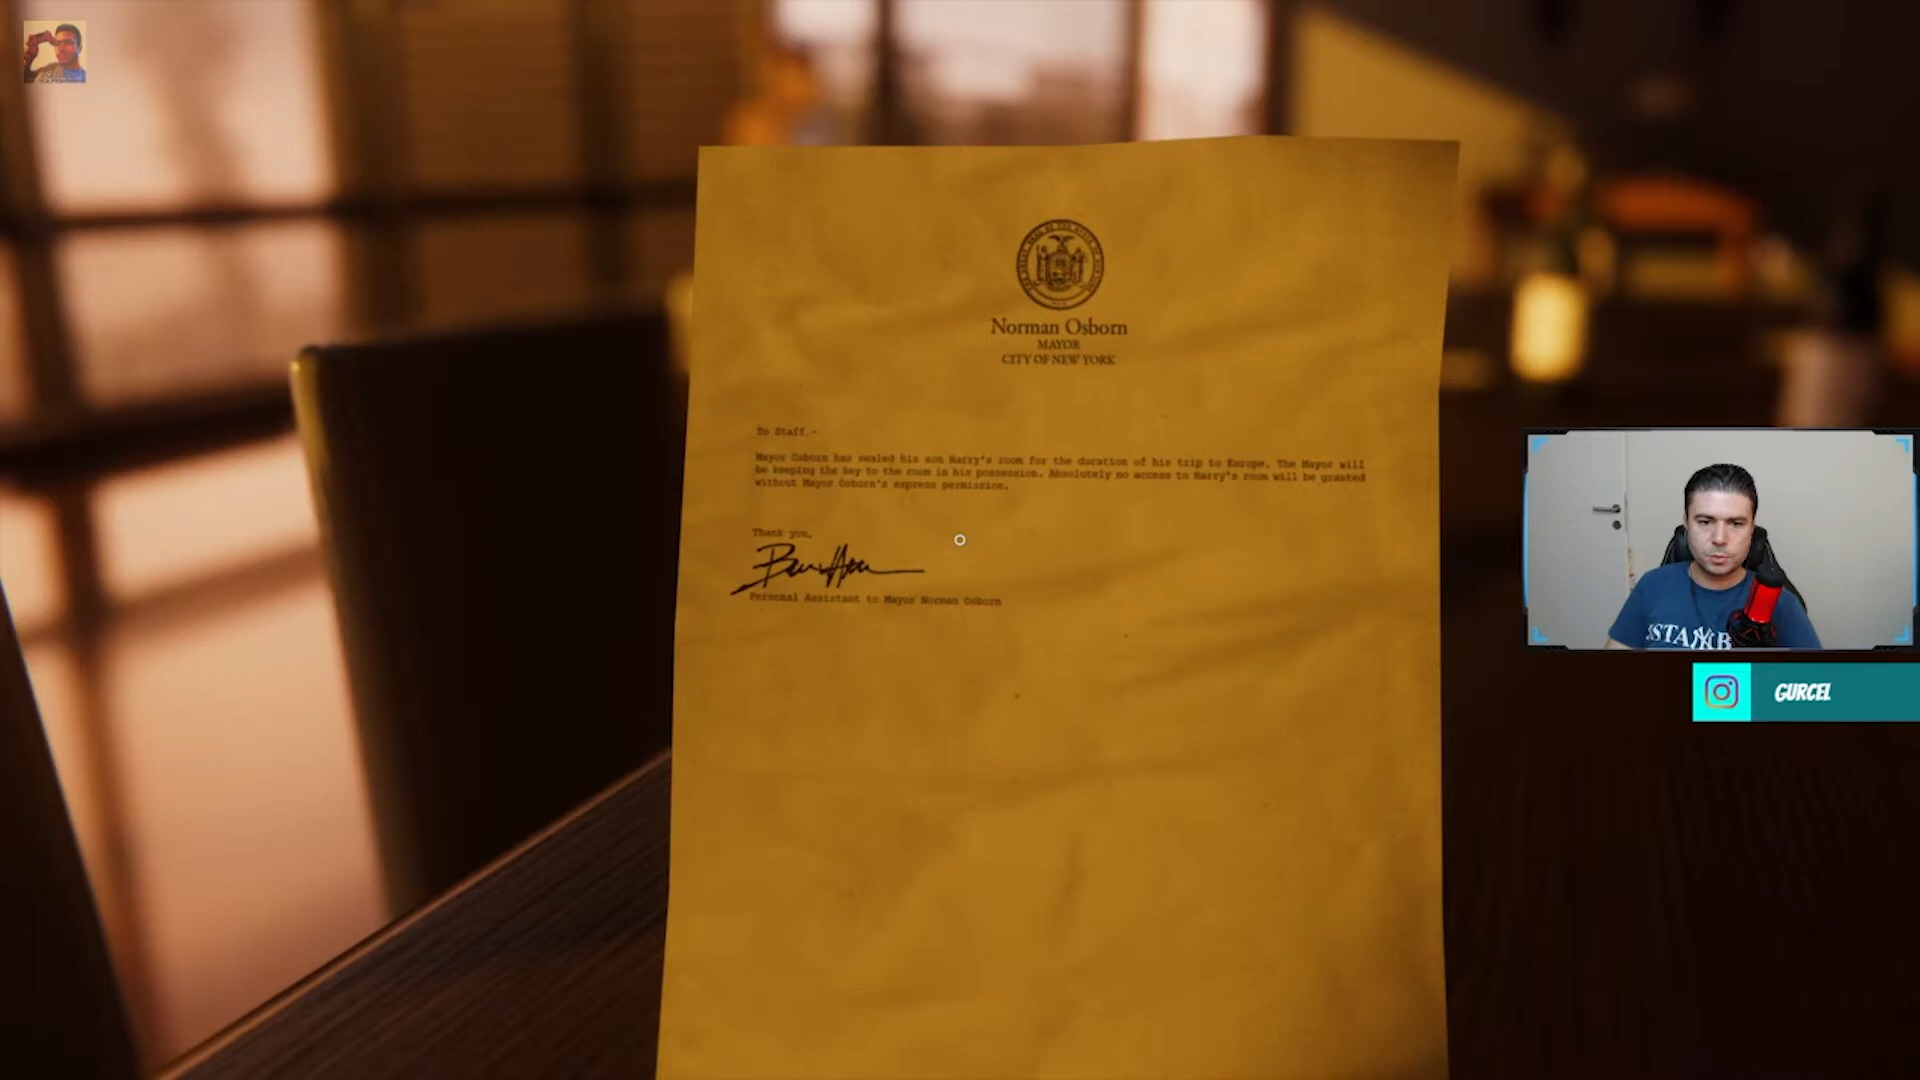 Norman Osborn
MAYOR
CITY OF NEW YORK
To Staff -
Mayor Osborn has sealed his son Harry's room for the duration of his trip to Europe. The Mayor will
be keeping the key to the room in his possession. Absolutely no access to Harry's room will be granted
without Mayor Osborn's express permission.
Thank you,
Personal Assistant to Mayor Norman Osborn
GURCEL